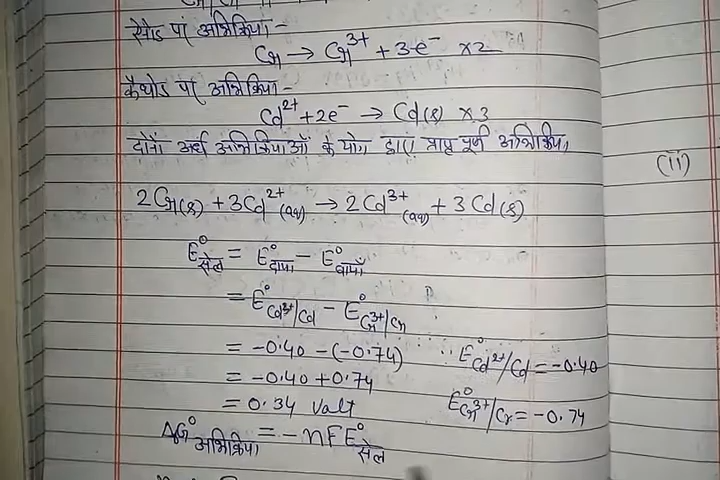 ऐनोड पर अभिक्रिया-
Cr → Cr³⁺ + 3e⁻ ×2
कैथोड पर अभिक्रिया-
Cd²⁺ + 2e⁻ → Cd(s) ×3
दोनों अर्ध अभिक्रियाओं के योग द्वारा प्राप्त पूर्ण अभिक्रिया,
(ii)
2Cr(s) + 3Cd²⁺(aq) → 2Cd³⁺(aq) + 3Cd(s)
E°सेल = E°दायां - E°बायाँ
= E°Cd²⁺/Cd - E°Cr³⁺/Cr
= -0.40 - (-0.74) ∵ E°Cd²⁺/Cd = -0.40
= -0.40 + 0.74
= 0.34 Valt E°Cr³⁺/Cr = -0.74
ΔG°अभिक्रिया = -nFE°सेल